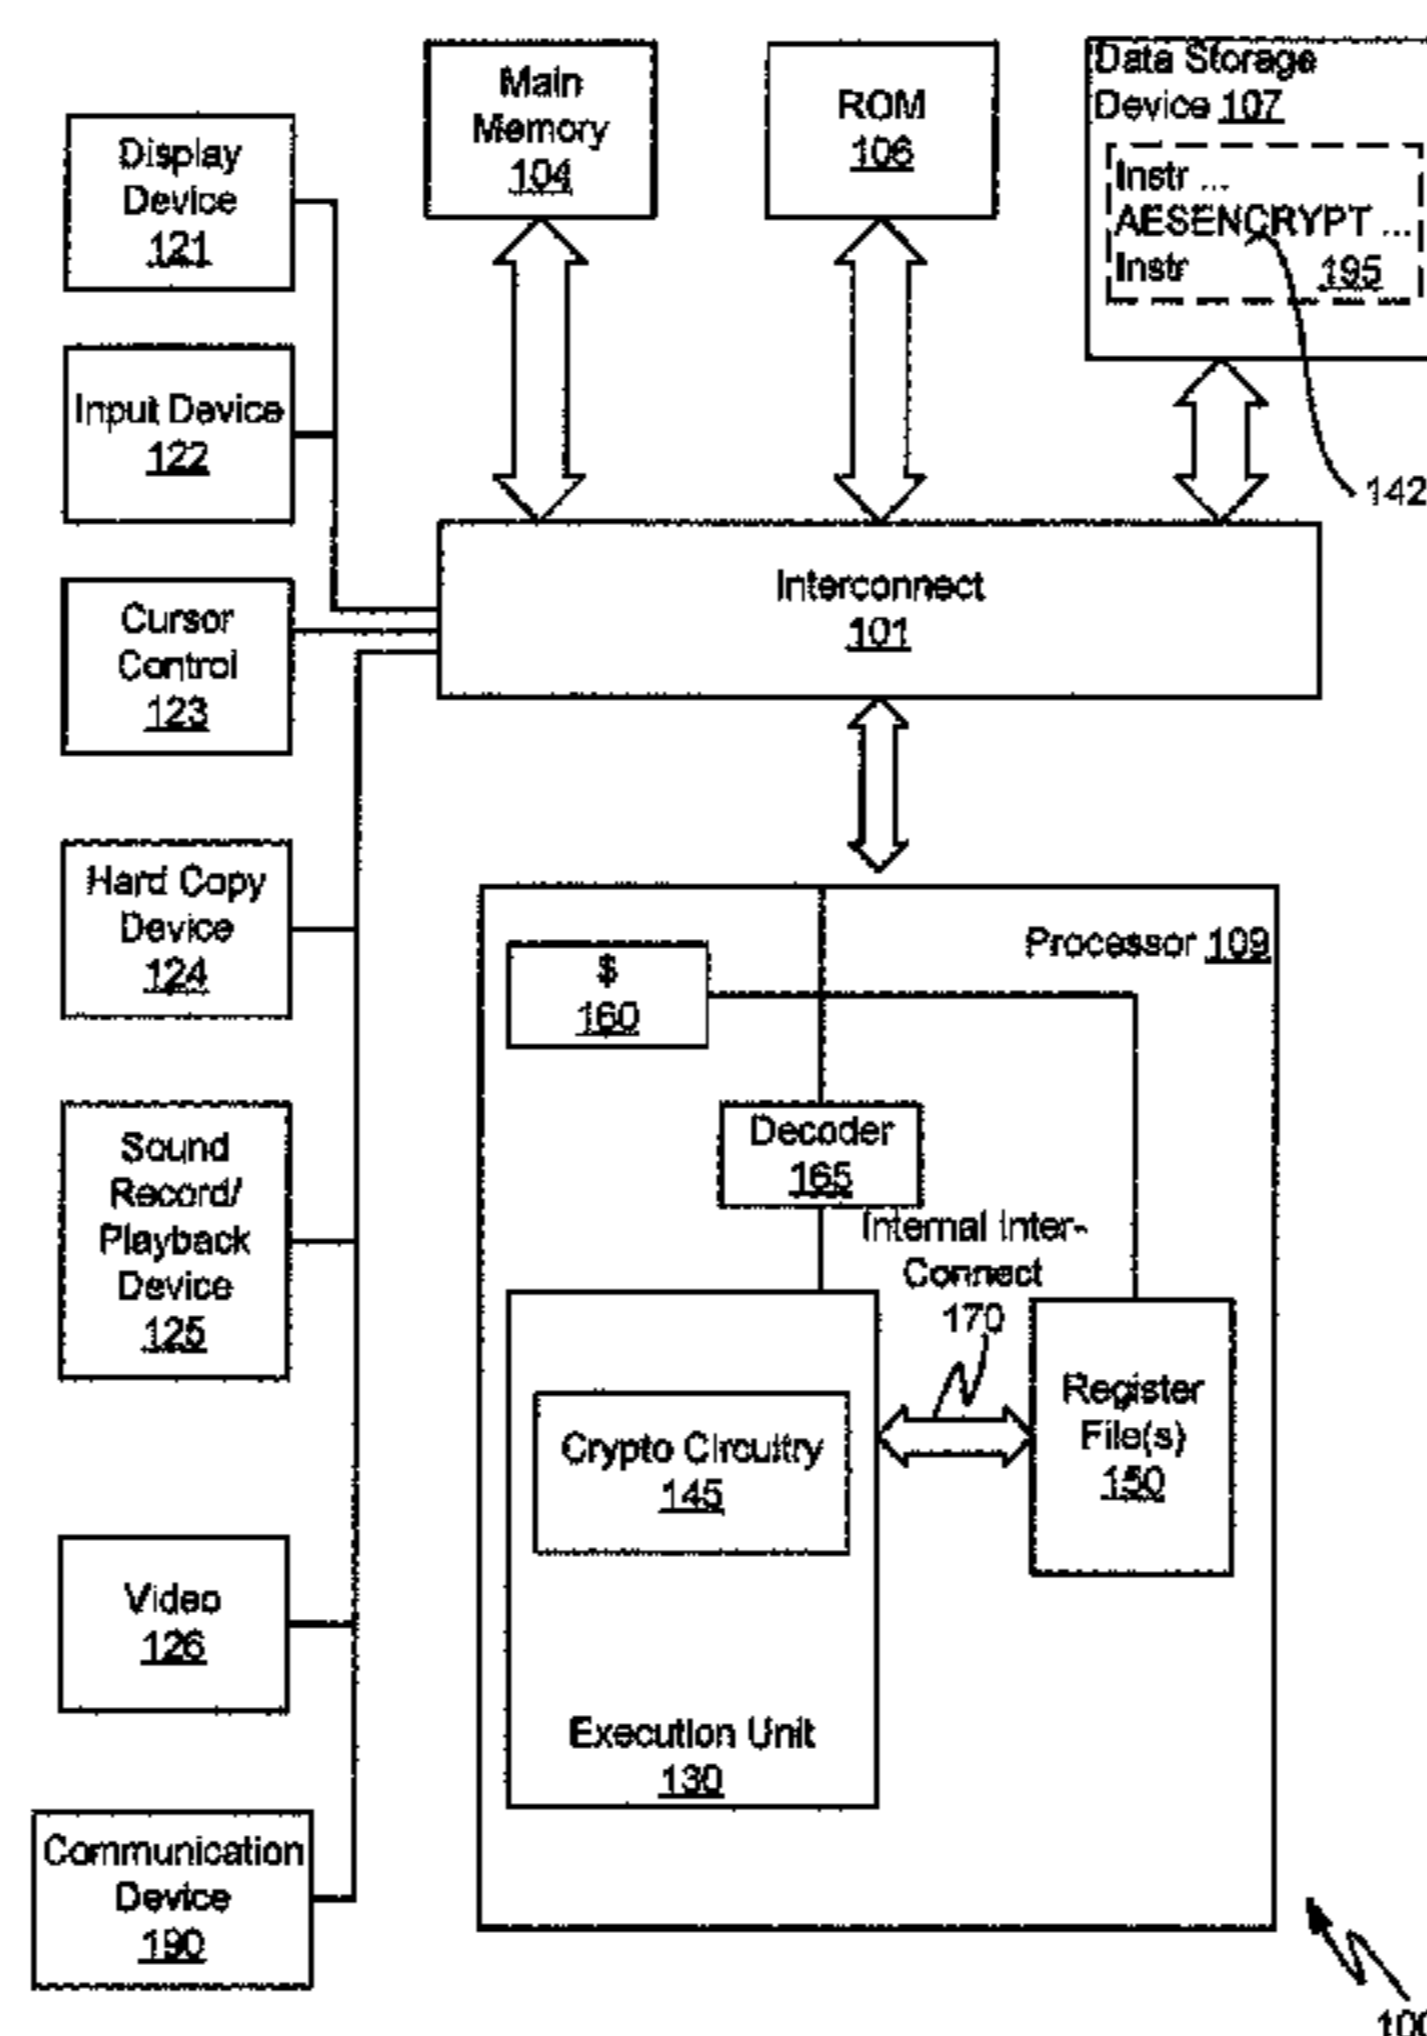 Main
Memory
104
ROM
106
Data Storage
Device 107
Instr ...
AESENCRYPT ...
Instr 195
142
Display
Device
121
Input Device
122
Cursor
Control
123
Hard Copy
Device
124
Sound
Record/
Playback
Device
125
Video
126
Communication
Device
190
Interconnect
101
Processor 109
$
160
Decoder
165
Internal Inter-
Connect
170
Register
File(s)
150
Crypto Circuitry
145
Execution Unit
130